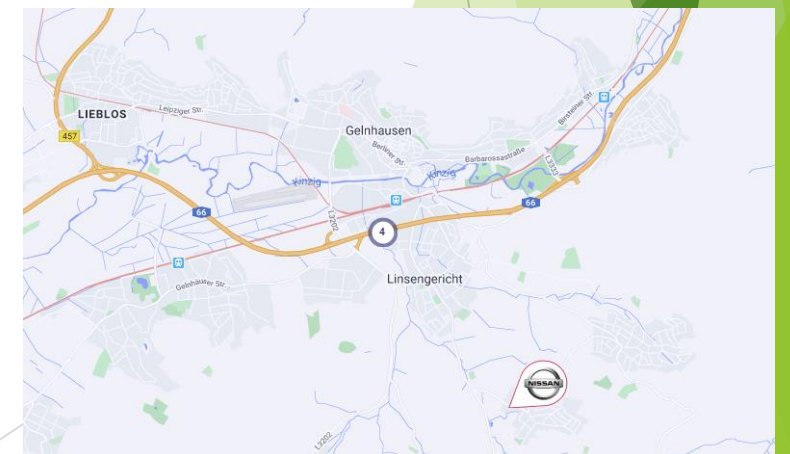 Leipziger Str.
LIEBLOS
457
Gelnhausen
Berliner Str.
Birsteiner Str.
Barbarossastraße
L3333
Kinzig
Kinzig
66
66
L3202
4
Gelnhäurer Str.
Linsengericht
NISSAN
L3202